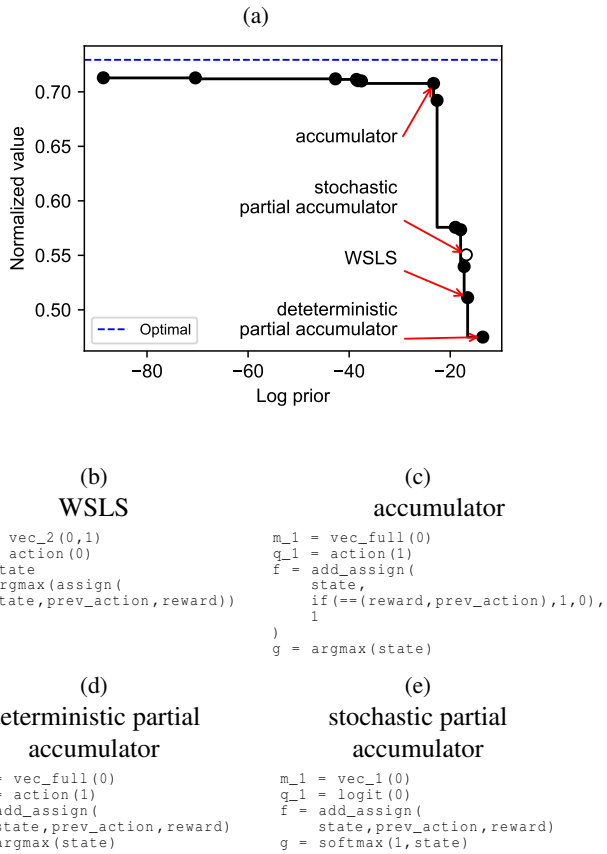 (a)
Normalized value
0.70
0.65
0.60
0.55
0.50
accumulator
stochastic
partial accumulator
WSLS
deteterministic
partial accumulator
Optimal
−80
−60
−40
−20
Log prior
(b)
WSLS
vec_2(0,1)
action(0)
tate
rgmax(assign(
tate,prev_action,reward))
(c)
accumulator
m_1 = vec_full(0)
q_1 = action(1)
f = add_assign(
state,
if(==(reward,prev_action),1,0),
1
)
g = argmax(state)
(d)
eterministic partial
accumulator
= vec_full(0)
= action(1)
add_assign(
state,prev_action,reward)
argmax(state)
(e)
stochastic partial
accumulator
m_1 = vec_1(0)
q_1 = logit(0)
f = add_assign(
state,prev_action,reward)
g = softmax(1,state)